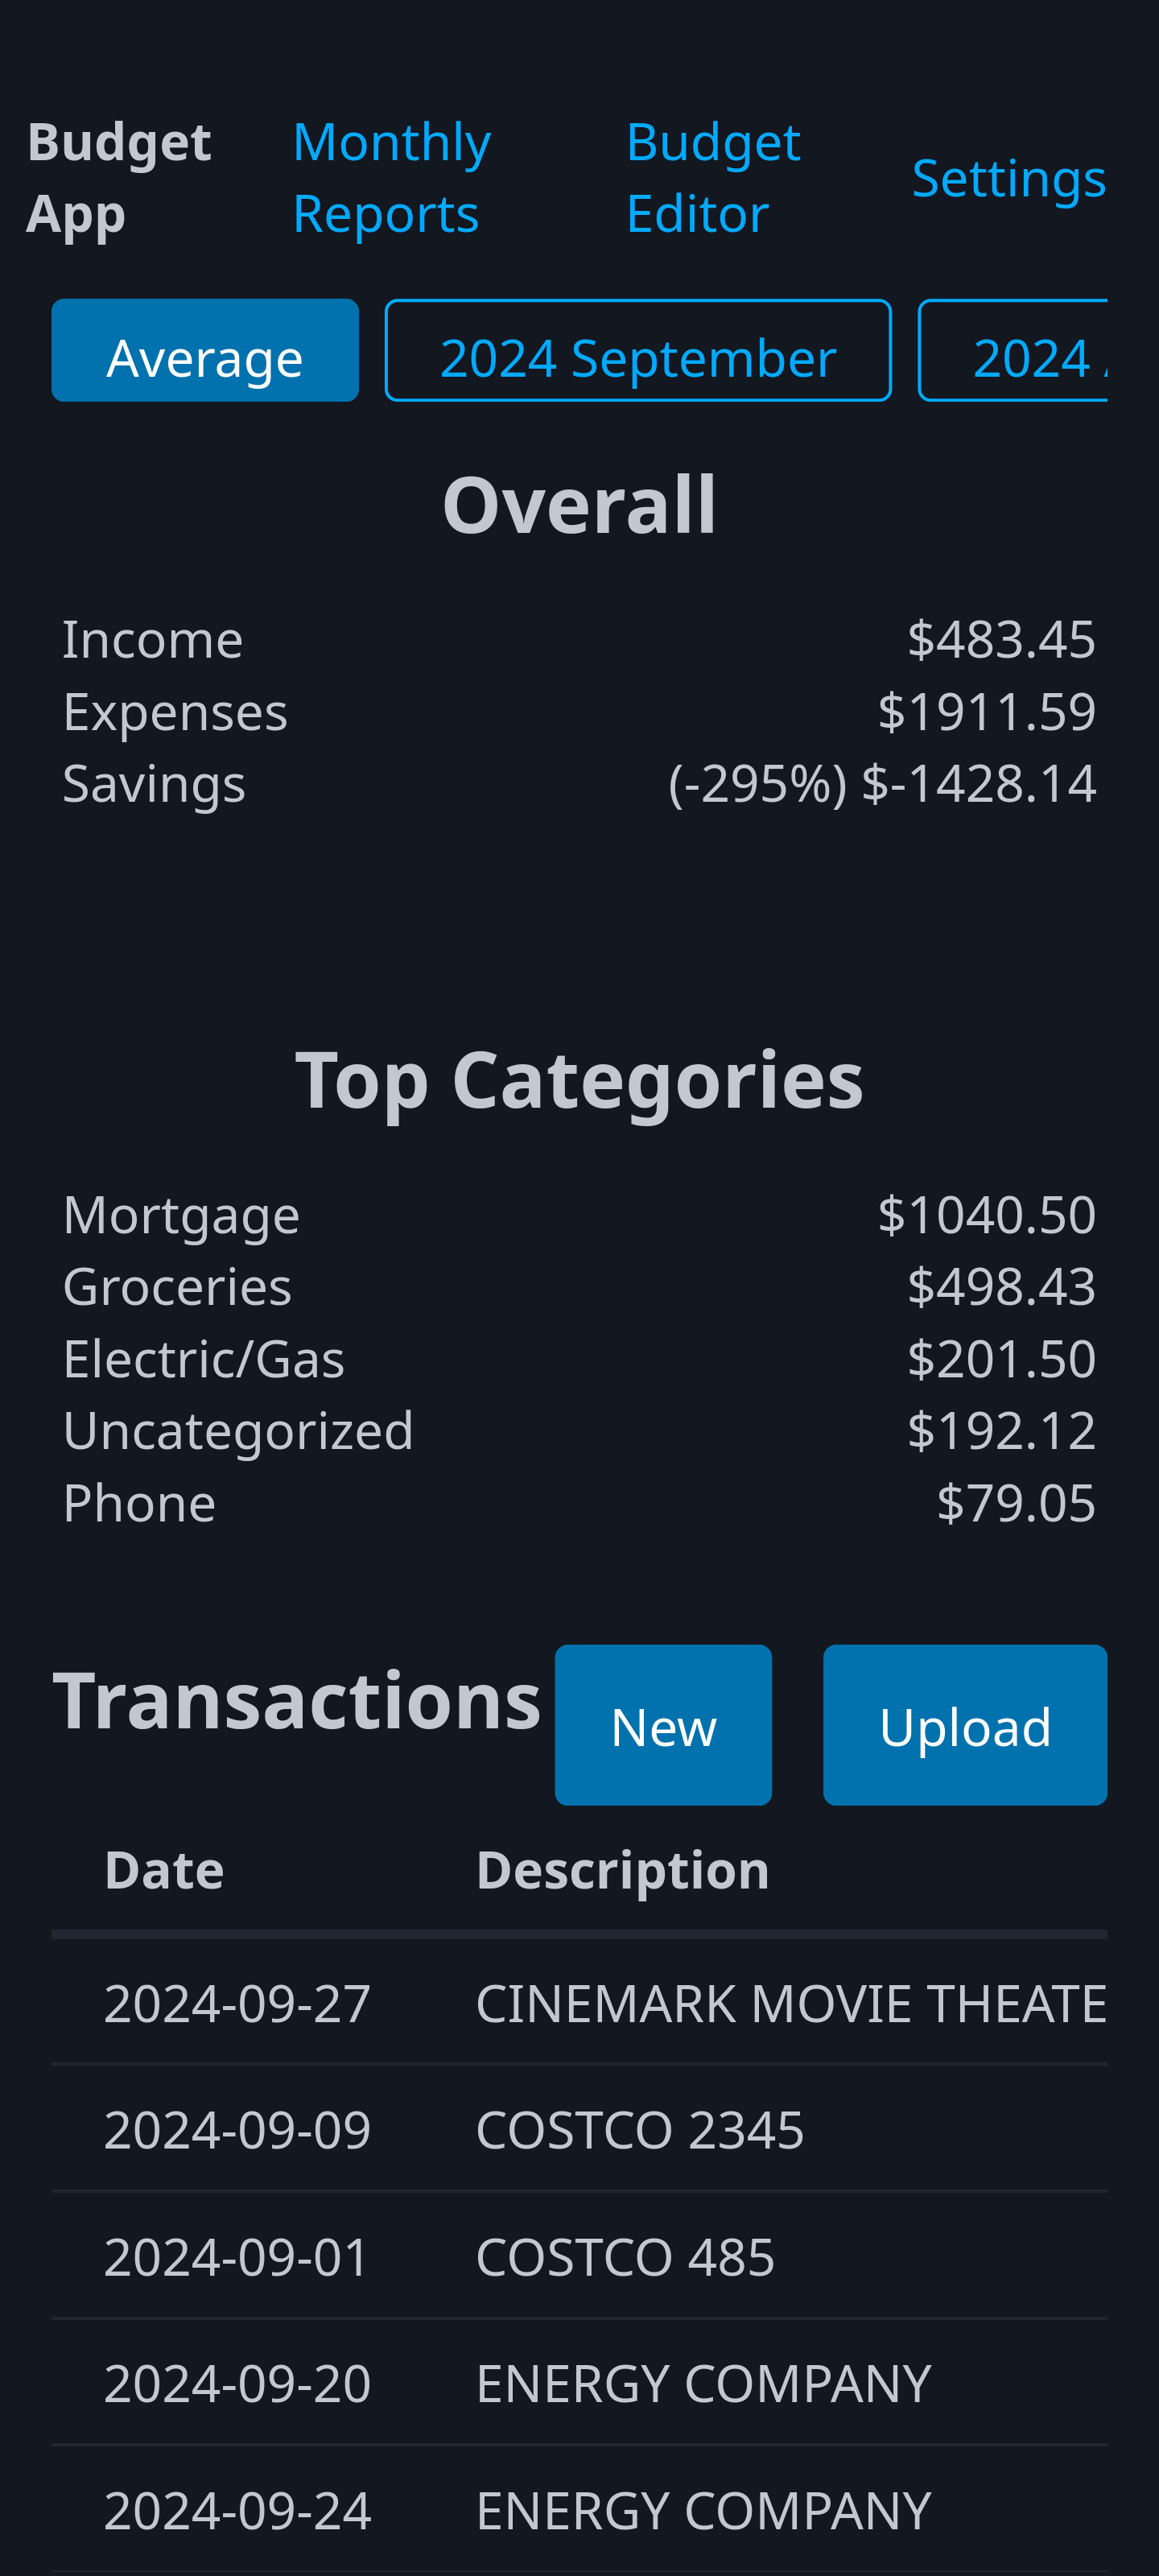 Budget App
Monthly Reports
Budget Editor
Settings
Average
2024 September
2024
Overall
Income $483.45
Expenses $1911.59
Savings (-295%) $-1428.14
Top Categories
Mortgage $1040.50
Groceries $498.43
Electric/Gas $201.50
Uncategorized $192.12
Phone $79.05
Transactions
New
Upload
Date Description
2024-09-27 CINEMARK MOVIE THEATE
2024-09-09 COSTCO 2345
2024-09-01 COSTCO 485
2024-09-20 ENERGY COMPANY
2024-09-24 ENERGY COMPANY